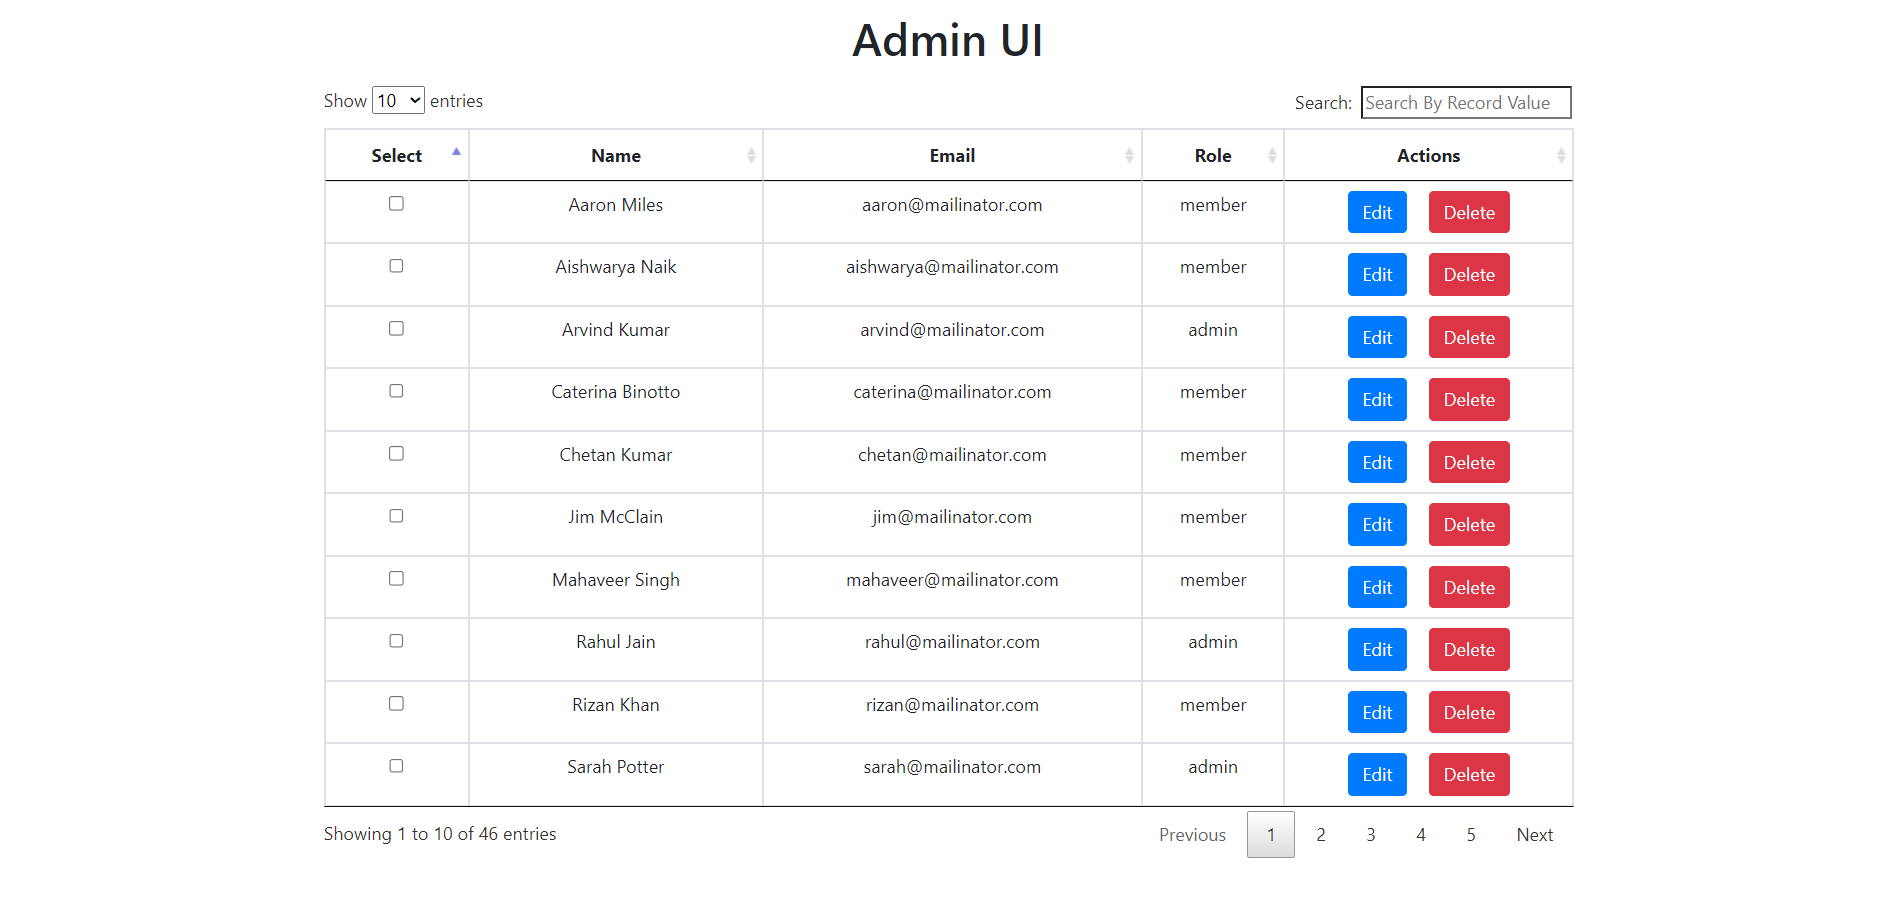 Admin UI
Show 10 entries Search: Search By Record Value
Select Name Email Role Actions
Aaron Miles aaron@mailinator.com member Edit Delete
Aishwarya Naik aishwarya@mailinator.com member Edit Delete
Arvind Kumar arvind@mailinator.com admin Edit Delete
Caterina Binotto caterina@mailinator.com member Edit Delete
Chetan Kumar chetan@mailinator.com member Edit Delete
Jim McClain jim@mailinator.com member Edit Delete
Mahaveer Singh mahaveer@mailinator.com member Edit Delete
Rahul Jain rahul@mailinator.com admin Edit Delete
Rizan Khan rizan@mailinator.com member Edit Delete
Sarah Potter sarah@mailinator.com admin Edit Delete
Showing 1 to 10 of 46 entries Previous 1 2 3 4 5 Next